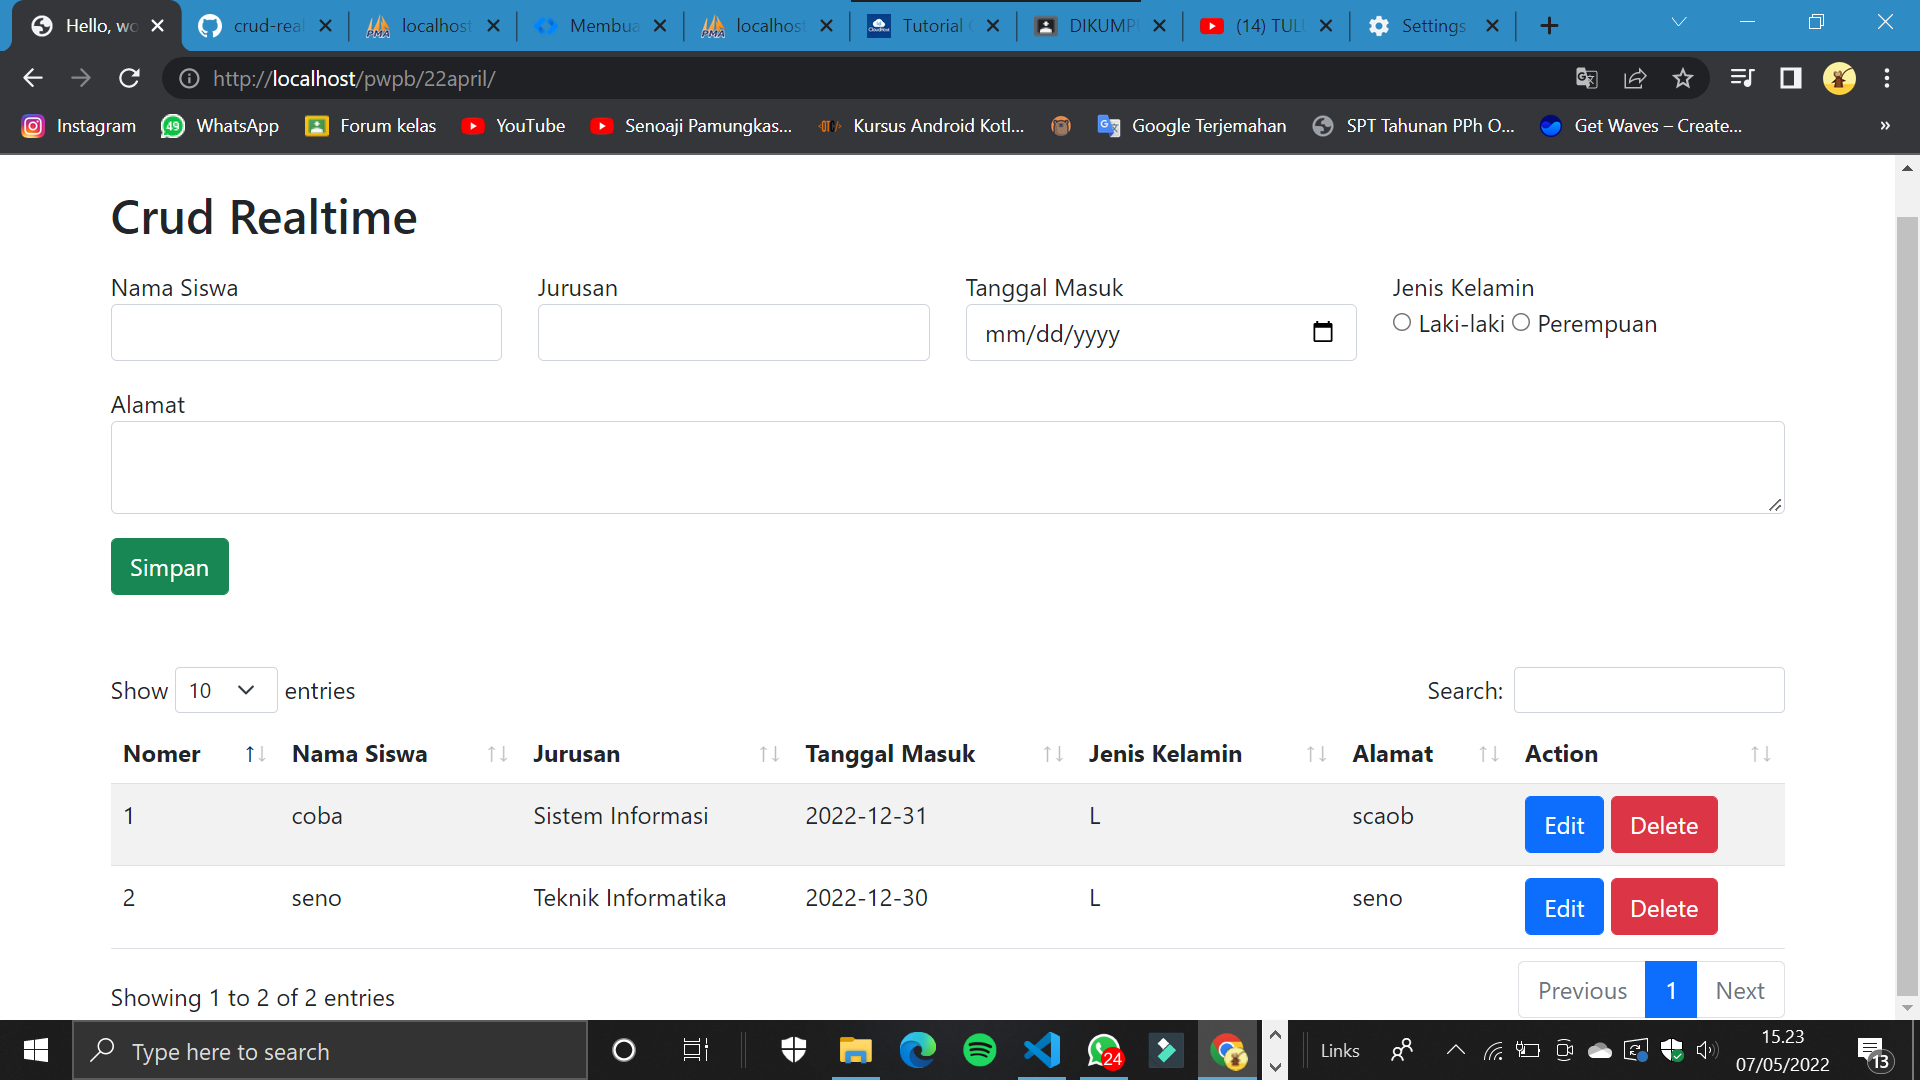 Hello, wo
crud-real
localhost
Membua
localhost
Tutorial C
DIKUMPU
(14) TULU
Settings
http://localhost/pwpb/22april/
Instagram
49
WhatsApp
Forum kelas
YouTube
Senoaji Pamungkas...
Kursus Android Kotl...
Google Terjemahan
SPT Tahunan PPh O...
Get Waves – Create...
»
Crud Realtime
Nama Siswa
Jurusan
Tanggal Masuk
Jenis Kelamin
mm/dd/yyyy
Laki-laki
Perempuan
Alamat
Simpan
Show 10 entries
Search:
Nomer Nama Siswa Jurusan Tanggal Masuk Jenis Kelamin Alamat Action
1 coba Sistem Informasi 2022-12-31 L scaob Edit Delete
2 seno Teknik Informatika 2022-12-30 L seno Edit Delete
Showing 1 to 2 of 2 entries
Previous 1 Next
Type here to search
24
Links
15.23
07/05/2022
13